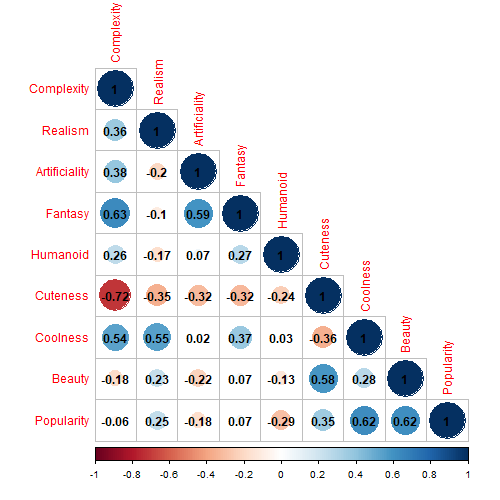 Complexity
Realism
Artificiality
Fantasy
Humanoid
Cuteness
Coolness
Beauty
Popularity
Complexity 1
Realism 0.36 1
Artificiality 0.38 -0.2 1
Fantasy 0.63 -0.1 0.59 1
Humanoid 0.26 -0.17 0.07 0.27 1
Cuteness -0.72 -0.35 -0.32 -0.32 -0.24 1
Coolness 0.54 0.55 0.02 0.37 0.03 -0.36 1
Beauty -0.18 0.23 -0.22 0.07 -0.13 0.58 0.28 1
Popularity -0.06 0.25 -0.18 0.07 -0.29 0.35 0.62 0.62 1
-1 -0.8 -0.6 -0.4 -0.2 0 0.2 0.4 0.6 0.8 1